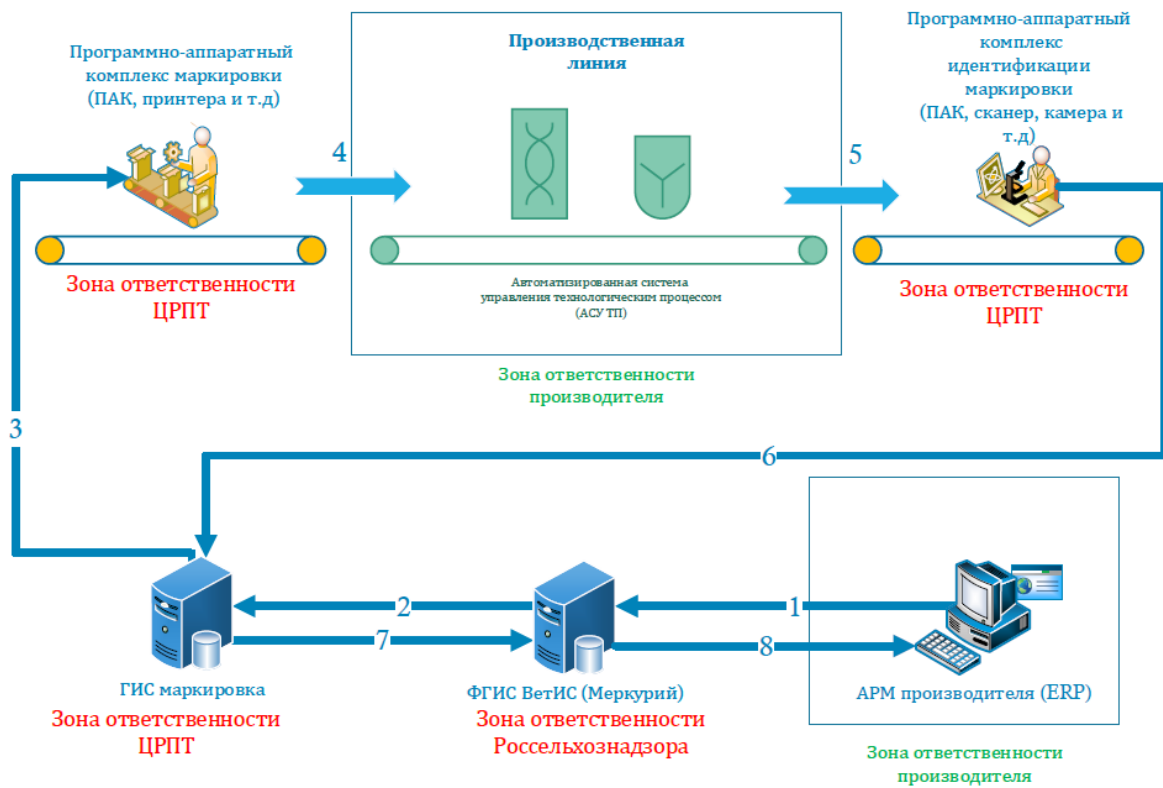 Программно-аппаратный
комплекс маркировки
(ПАК, принтера и т.д)
Зона ответственности
ЦРПТ
Производственная
линия
Автоматизированная система
управления технологическим процессом
(АСУ ТП)
Зона ответственности
производителя
Программно-аппаратный
комплекс
идентификации
маркировки
(ПАК, сканер, камера и
т.д)
Зона ответственности
ЦРПТ
4
5
3
6
2
7
1
8
ГИС маркировка
Зона ответственности
ЦРПТ
ФГИС ВетИС (Меркурий)
Зона ответственности
Россельхознадзора
АРМ производителя (ERP)
Зона ответственности
производителя